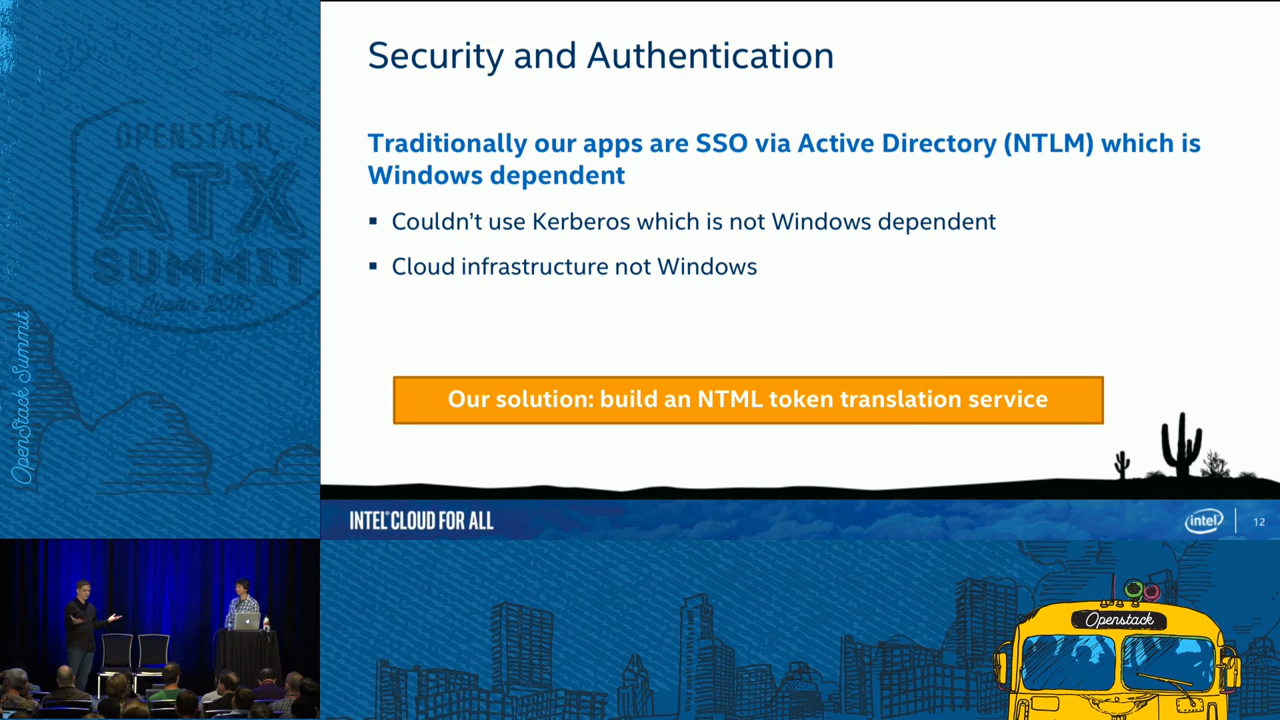 Security and Authentication
Traditionally our apps are SSO via Active Directory (NTLM) which is
Windows dependent
▪ Couldn’t use Kerberos which is not Windows dependent
▪ Cloud infrastructure not Windows
Our solution: build an NTML token translation service
INTEL® CLOUD FOR ALL
intel
12
OPENSTACK
ATX
SUMMIT
Austin 2016
OpenStack Summit
Openstack